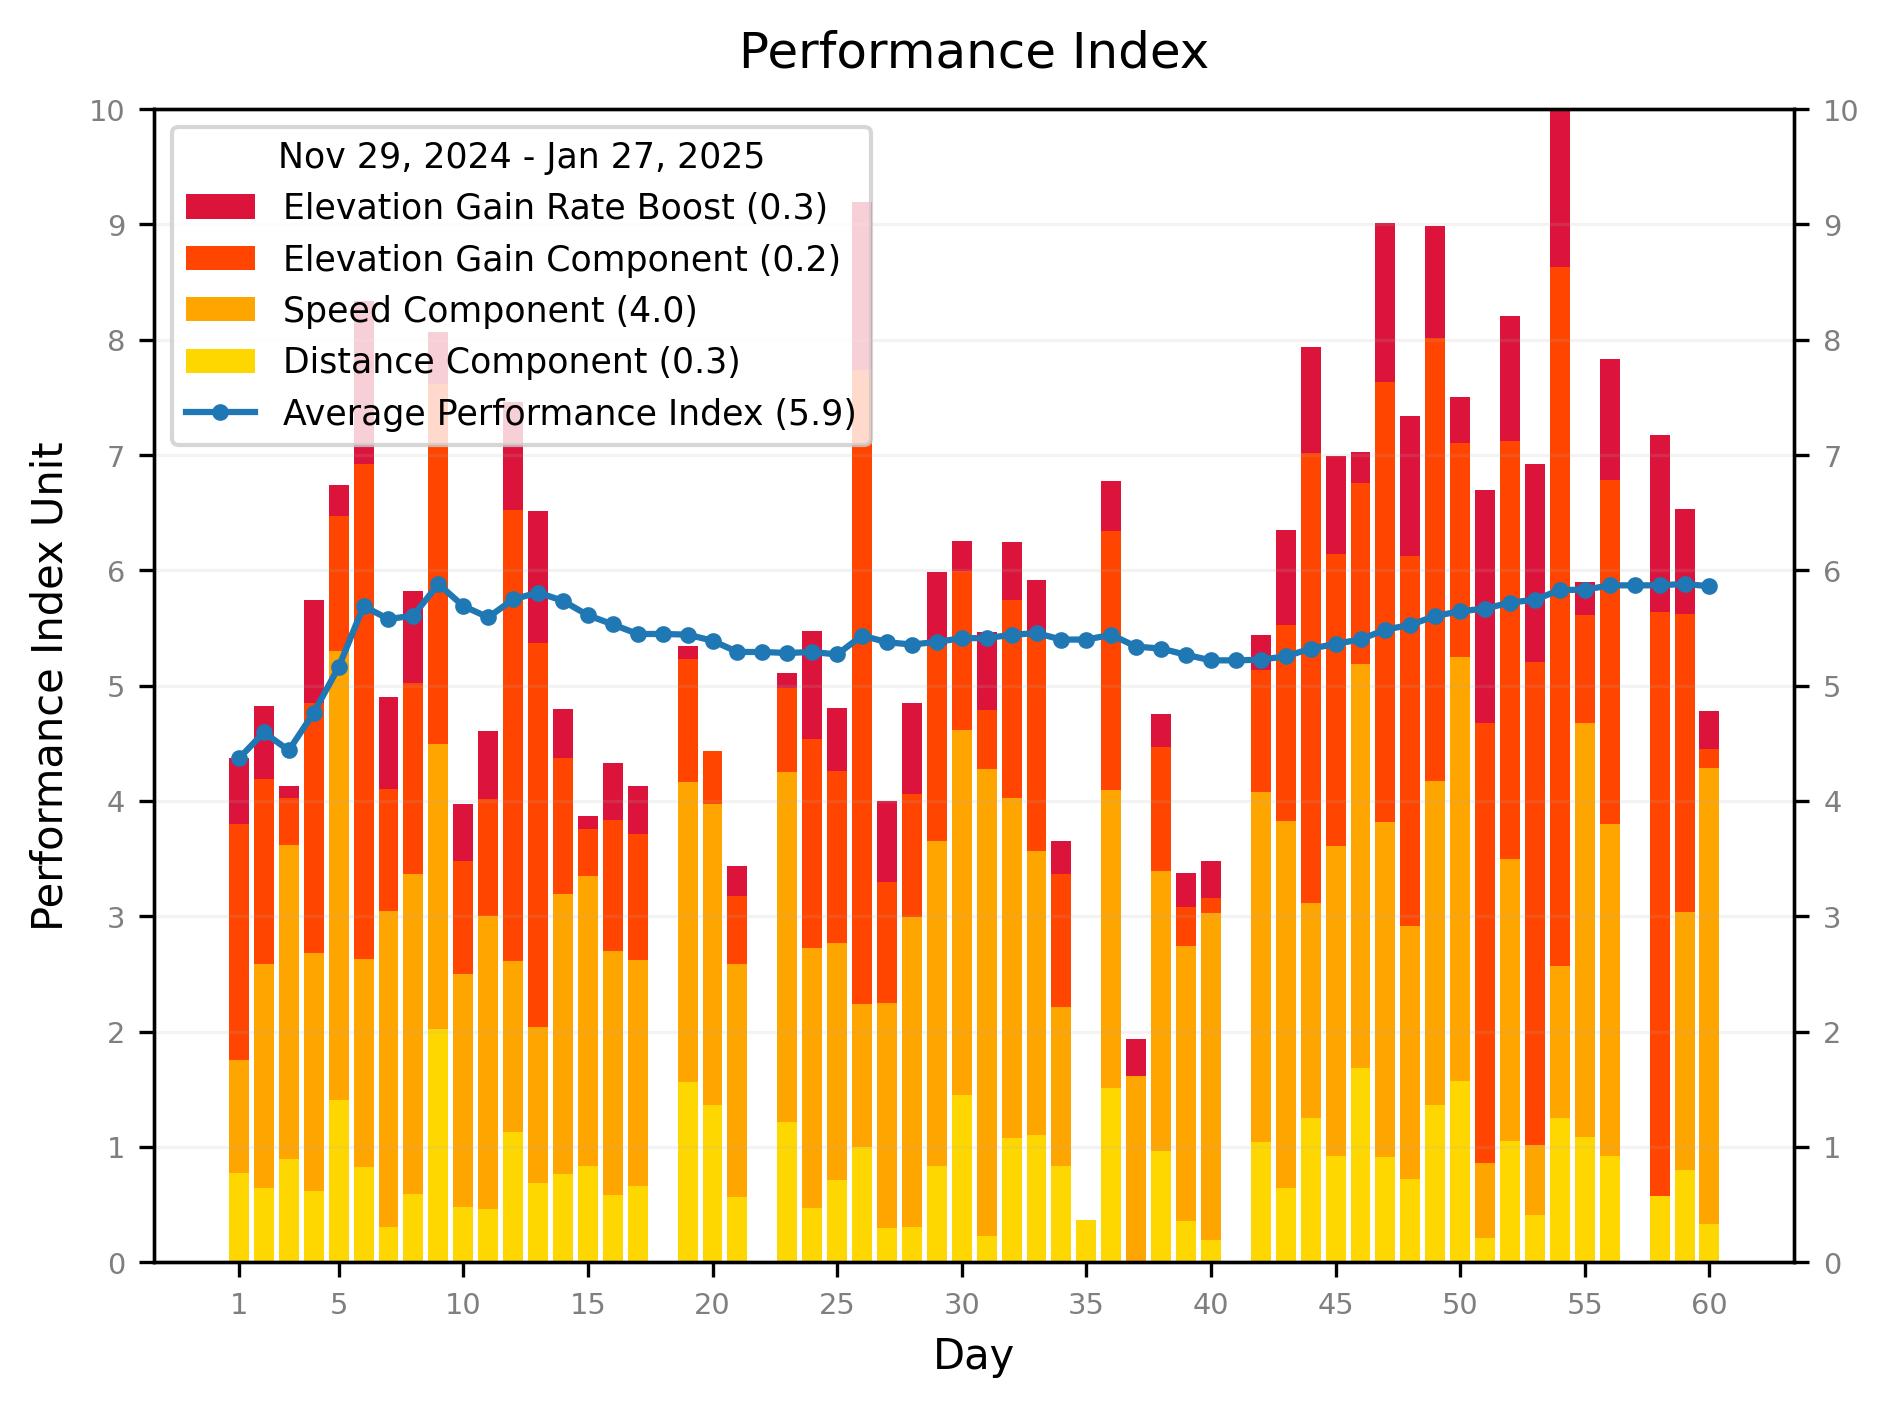 Performance Index
Nov 29, 2024 - Jan 27, 2025
Elevation Gain Rate Boost (0.3)
Elevation Gain Component (0.2)
Speed Component (4.0)
Distance Component (0.3)
Average Performance Index (5.9)
Performance Index Unit
10 10
9 9
8 8
7 7
6 6
5 5
4 4
3 3
2 2
1 1
0 0
1 5 10 15 20 25 30 35 40 45 50 55 60
Day